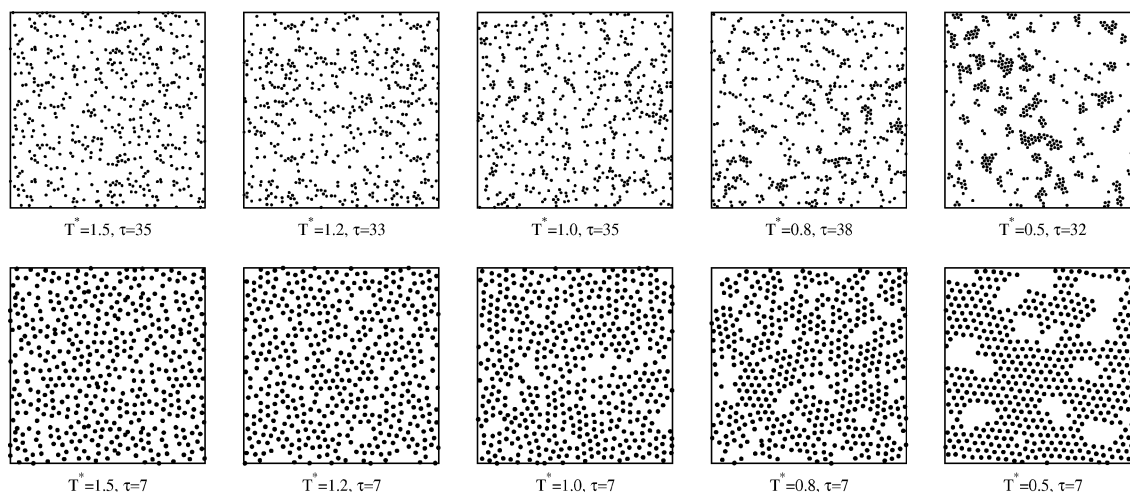 T*=1.5, τ=35
T*=1.2, τ=33
T*=1.0, τ=35
T*=0.8, τ=38
T*=0.5, τ=32
T*=1.5, τ=7
T*=1.2, τ=7
T*=1.0, τ=7
T*=0.8, τ=7
T*=0.5, τ=7